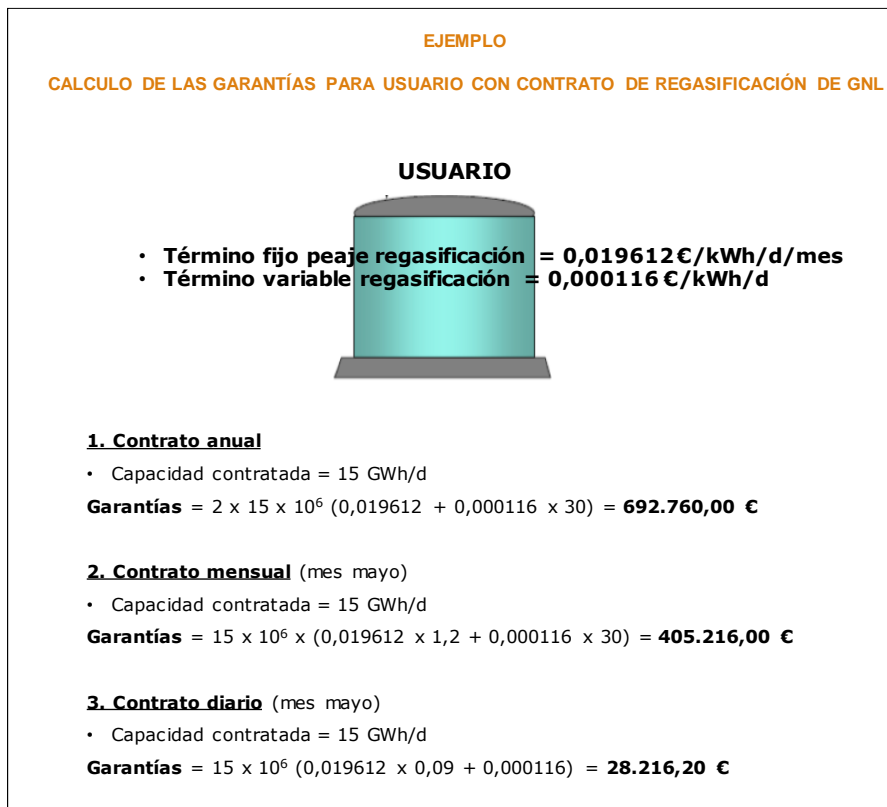 EJEMPLO
CALCULO DE LAS GARANTÍAS PARA USUARIO CON CONTRATO DE REGASIFICACIÓN DE GNL
USUARIO
• Término fijo peaje regasificación = 0,019612 €/kWh/d/mes
• Término variable regasificación = 0,000116 €/kWh/d
1. Contrato anual
• Capacidad contratada = 15 GWh/d
Garantías = 2 x 15 x 10⁶ (0,019612 + 0,000116 x 30) = 692.760,00 €
2. Contrato mensual (mes mayo)
• Capacidad contratada = 15 GWh/d
Garantías = 15 x 10⁶ x (0,019612 x 1,2 + 0,000116 x 30) = 405.216,00 €
3. Contrato diario (mes mayo)
• Capacidad contratada = 15 GWh/d
Garantías = 15 x 10⁶ (0,019612 x 0,09 + 0,000116) = 28.216,20 €